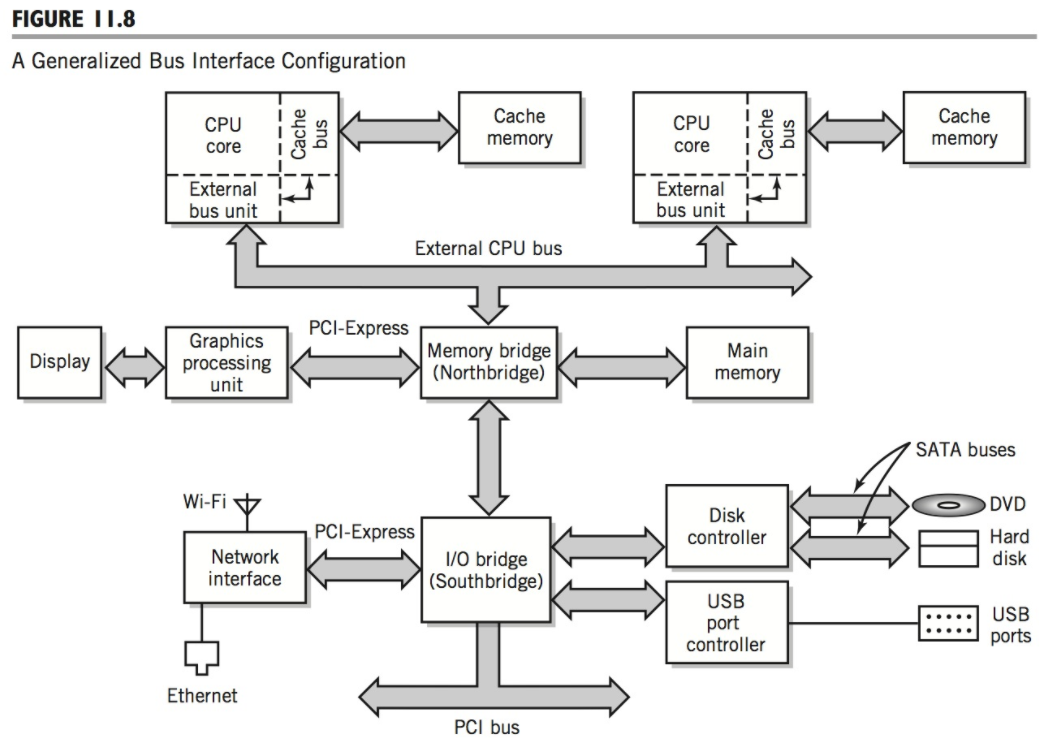 FIGURE 11.8
A Generalized Bus Interface Configuration
CPU
core
Cache
bus
External
bus unit
Cache
memory
CPU
core
Cache
bus
External
bus unit
Cache
memory
External CPU bus
Display
Graphics
processing
unit
PCI-Express
Memory bridge
(Northbridge)
Main
memory
SATA buses
Wi-Fi
Network
interface
Ethernet
PCI-Express
I/O bridge
(Southbridge)
Disk
controller
DVD
Hard
disk
USB
port
controller
USB
ports
PCI bus